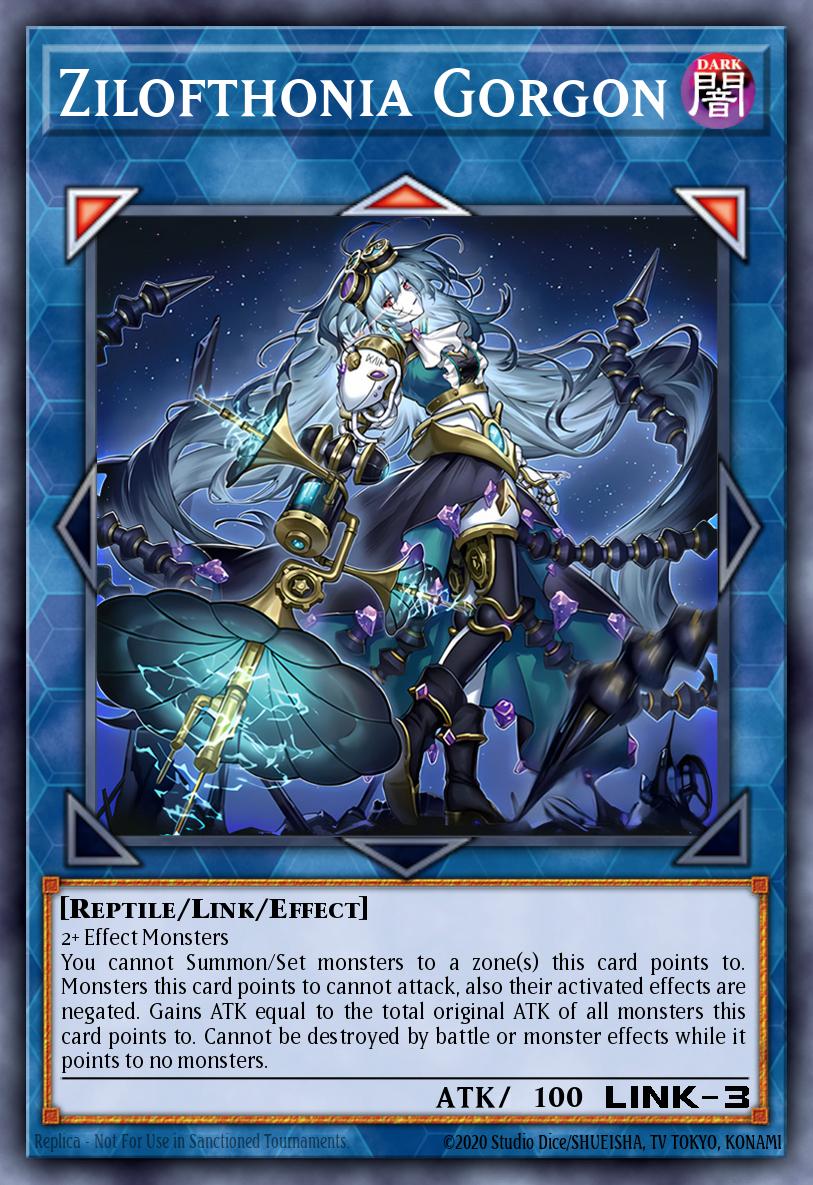 Zilofthonia Gorgon
DARK
闇
[Reptile/Link/Effect]
2+ Effect Monsters
You cannot Summon/Set monsters to a zone(s) this card points to.
Monsters this card points to cannot attack, also their activated effects are
negated. Gains ATK equal to the total original ATK of all monsters this
card points to. Cannot be destroyed by battle or monster effects while it
points to no monsters.
ATK/ 100 LINK-3
Replica - Not For Use in Sanctioned Tournaments.
©2020 Studio Dice/SHUEISHA, TV TOKYO, KONAMI